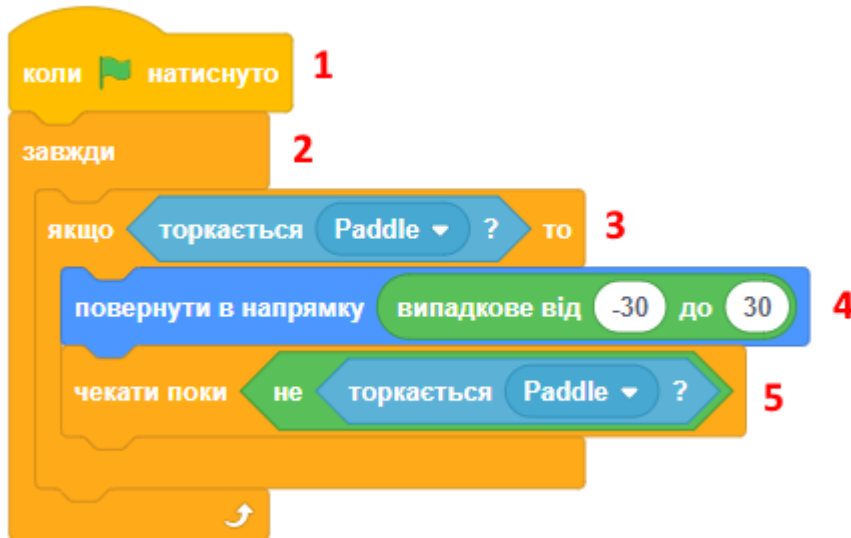 коли натиснуто 1
завжди 2
якщо торкається Paddle ? то 3
повернути в напрямку випадкове від -30 до 30 4
чекати поки не торкається Paddle ? 5